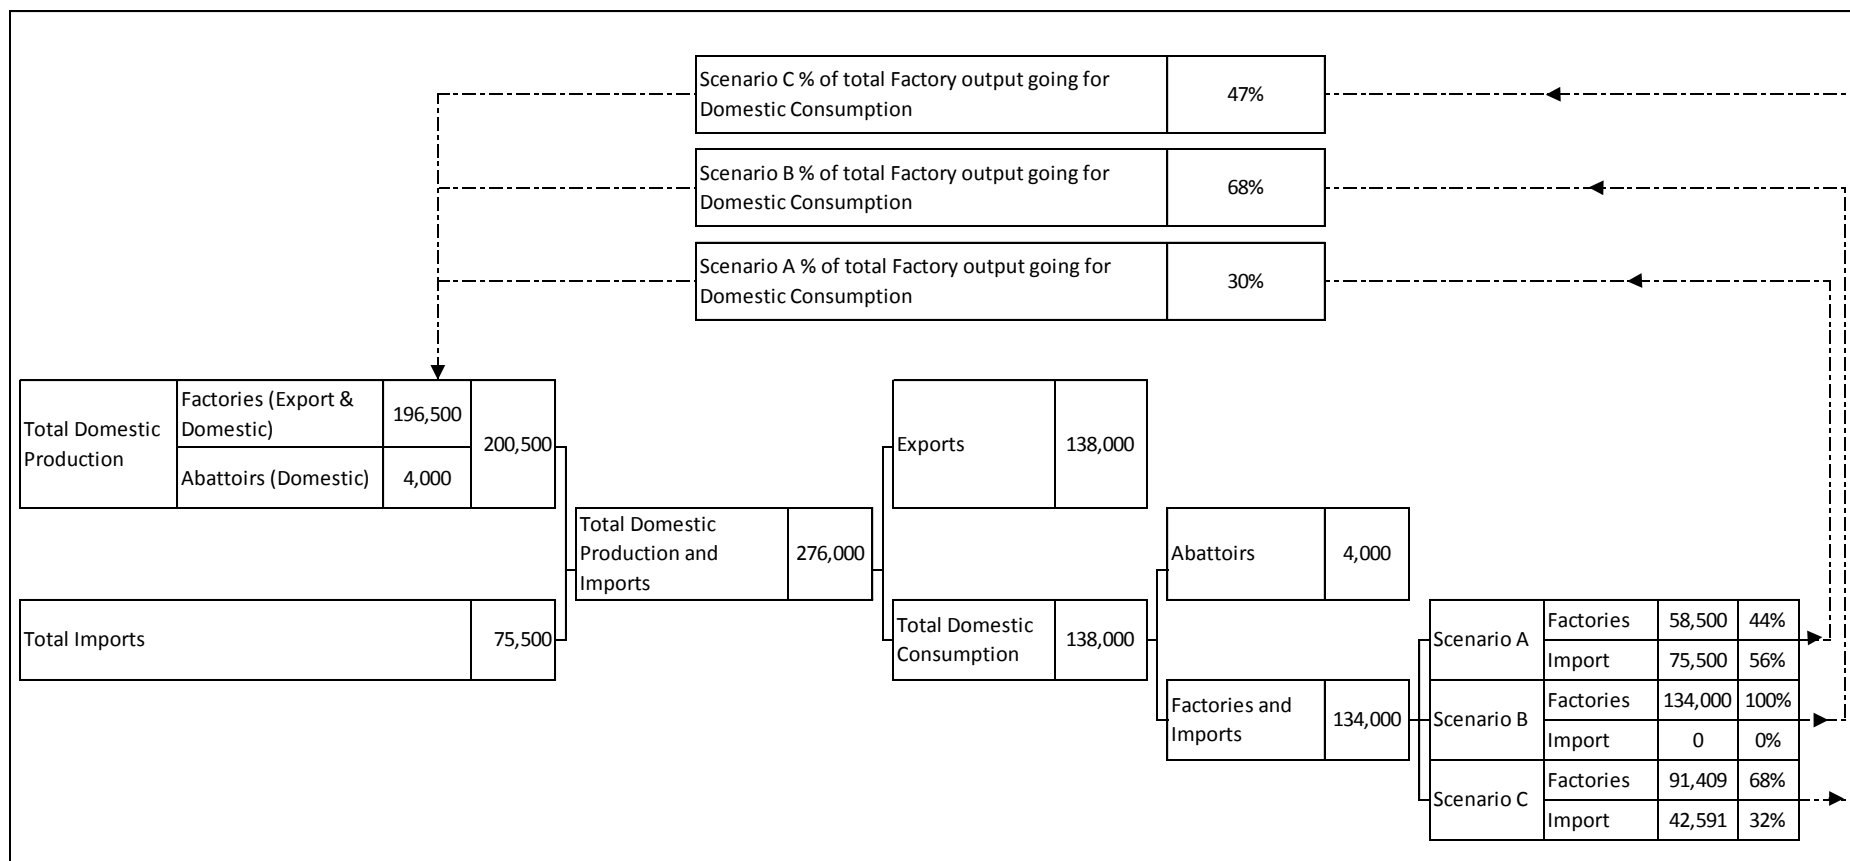 Scenario C % of total Factory output going for
Domestic Consumption
47%
Scenario B % of total Factory output going for
Domestic Consumption
68%
Scenario A % of total Factory output going for
Domestic Consumption
30%
Total Domestic
Production
Factories (Export &
Domestic)
196,500
Abattoirs (Domestic)
4,000
200,500
Total Imports
75,500
Total Domestic
Production and
Imports
276,000
Exports
138,000
Total Domestic
Consumption
138,000
Abattoirs
4,000
Factories and
Imports
134,000
Scenario A
Factories 58,500 44%
Import 75,500 56%
Scenario B
Factories 134,000 100%
Import 0 0%
Scenario C
Factories 91,409 68%
Import 42,591 32%